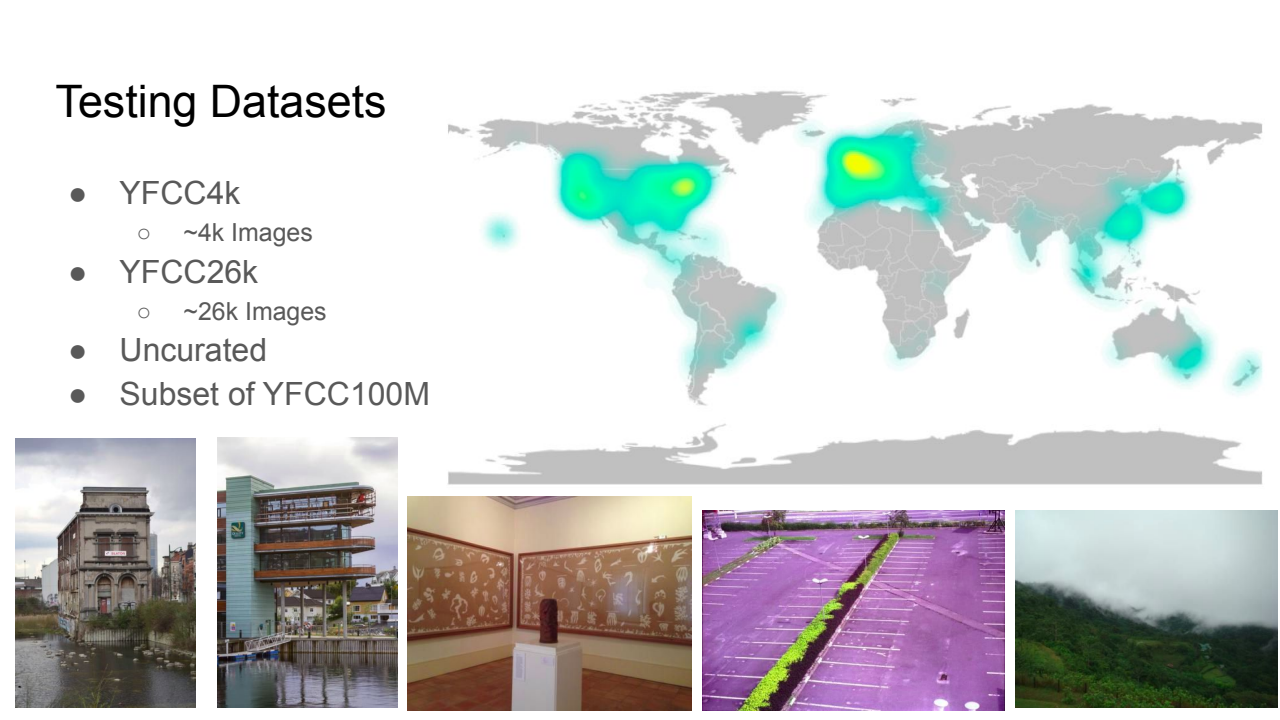 Testing Datasets
● YFCC4k
○ ~4k Images
● YFCC26k
○ ~26k Images
● Uncurated
● Subset of YFCC100M